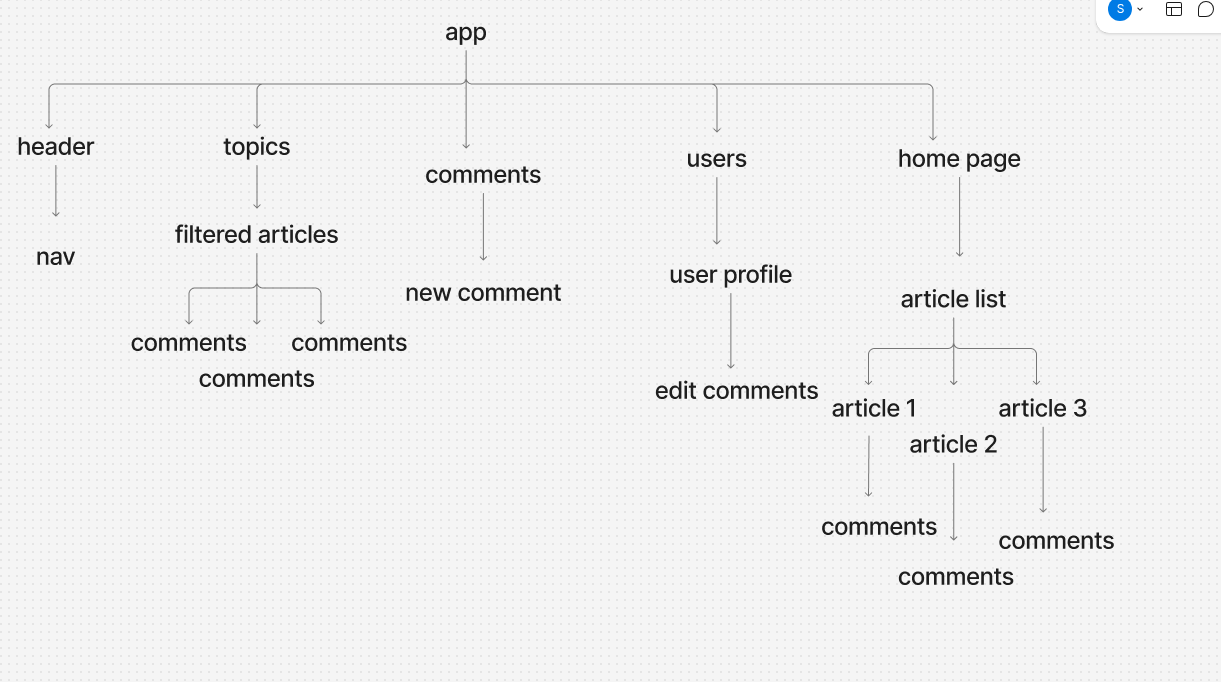 S
app
header
topics
comments
users
home page
nav
filtered articles
new comment
user profile
article list
comments
comments
comments
edit comments
article 1
article 3
article 2
comments
comments
comments